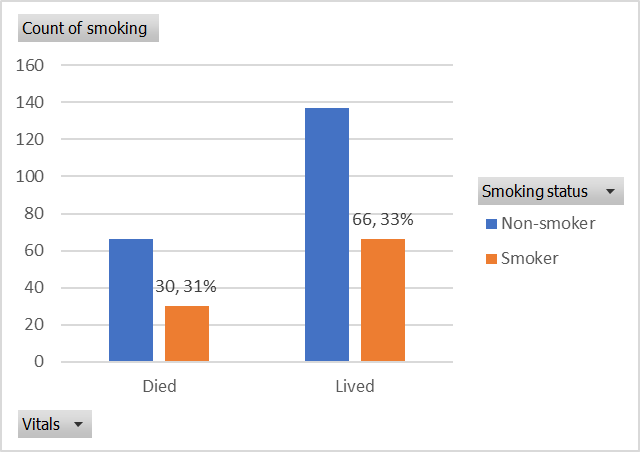 Count of smoking
160
140
120
100
80
60
40
20
0
30, 31%
66, 33%
Died
Lived
Smoking status
Non-smoker
Smoker
Vitals